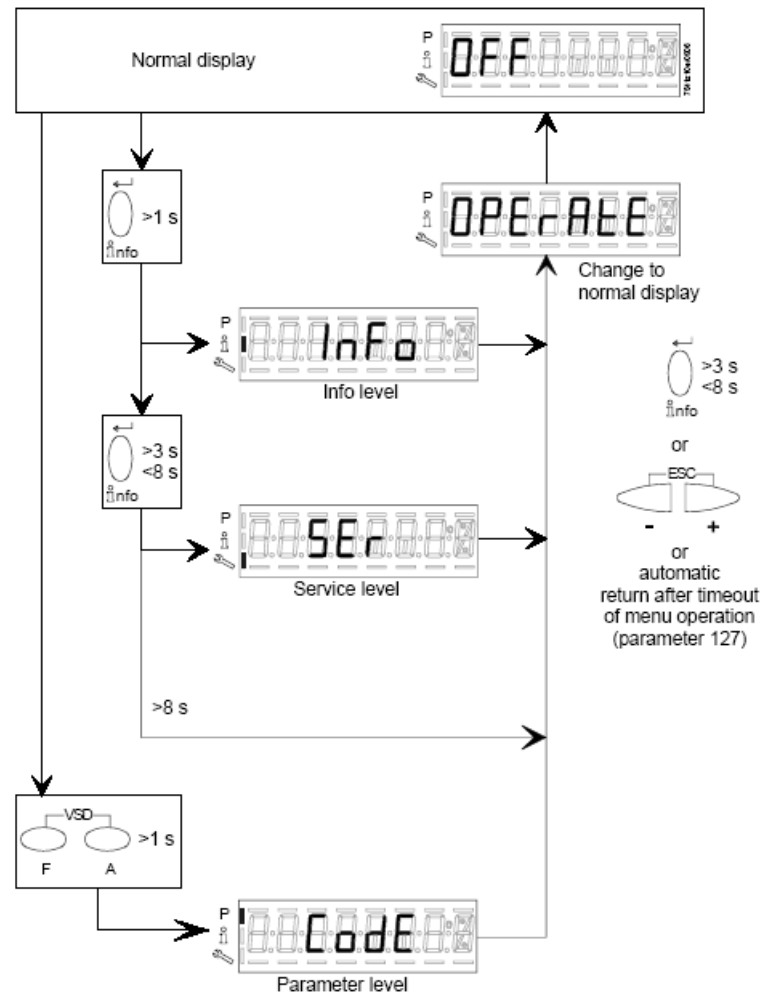 Normal display
P
i
OFF
P
i
OPErAtE
Change to
normal display
>1 s
info
P
i
InFo
Info level
>3 s
<8 s
info
>3 s
<8 s
info
or
ESC
- +
or
automatic
return after timeout
of menu operation
(parameter 127)
P
i
SEr
Service level
>8 s
VSD
>1 s
F A
P
i
CodE
Parameter level